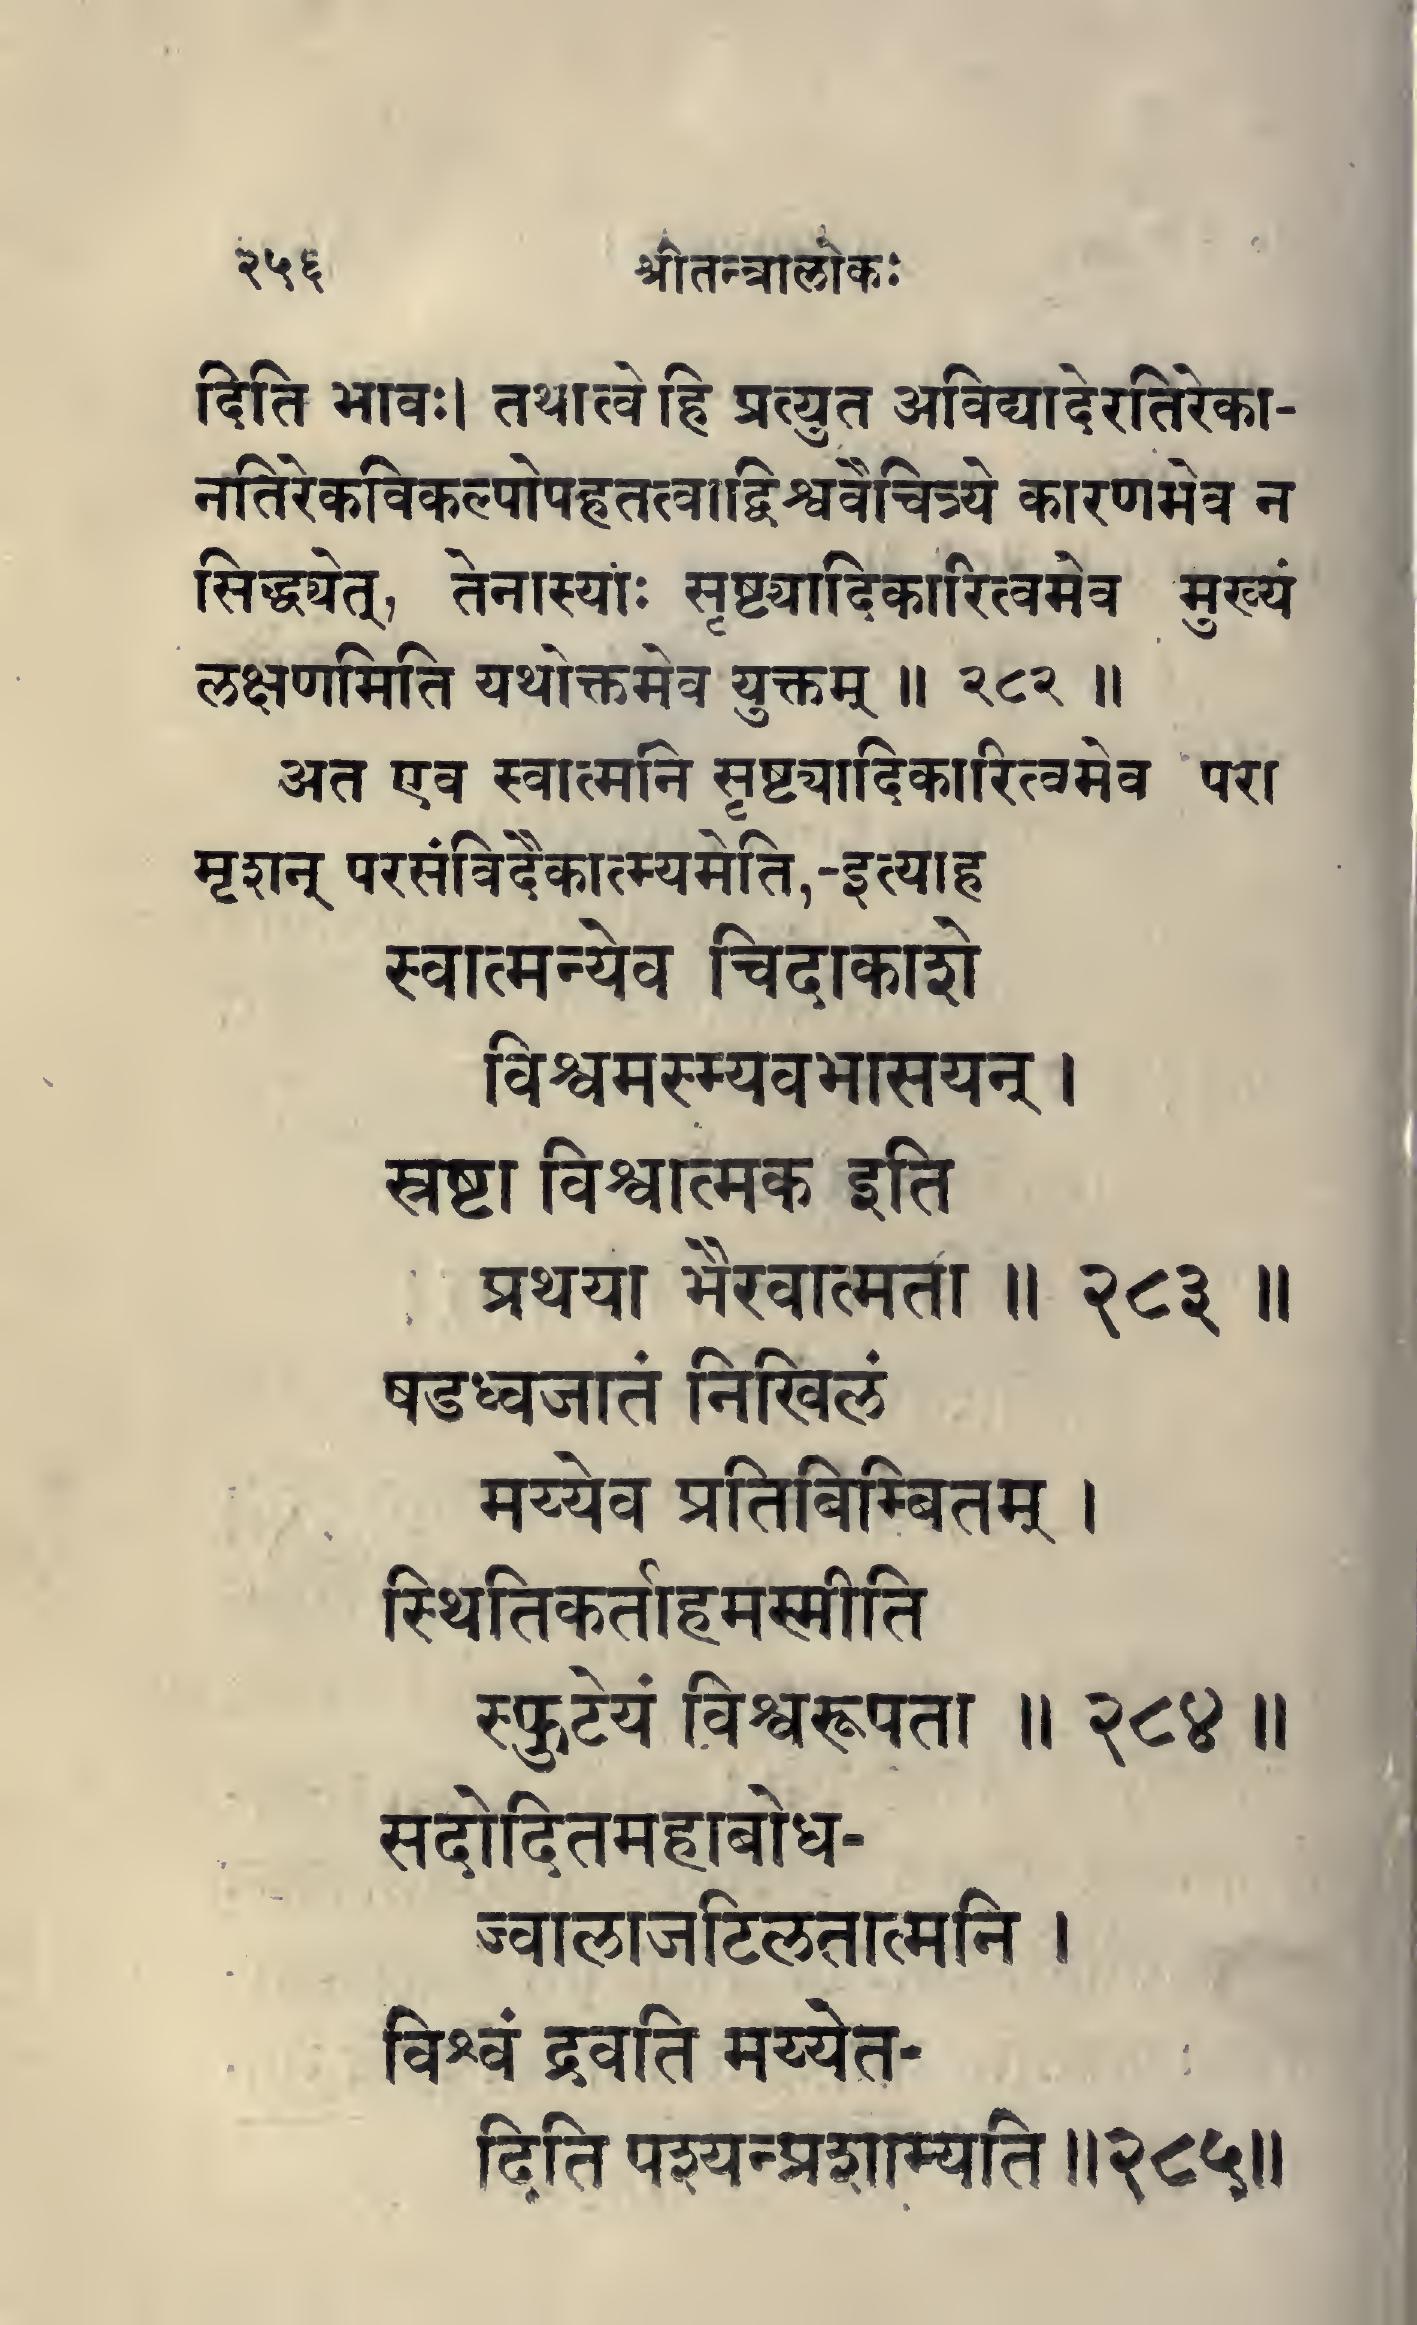 २५६ श्रीतन्त्रालोकः
दिति भावः। तथात्वे हि प्रत्युत अविद्यादेरतिरेका-
नतिरेकविकल्पोपहतत्वाद्विश्ववैचित्र्ये कारणमेव न
सिद्ध्येत्, तेनास्याः सृष्ट्यादिकारित्वमेव मुख्यं
लक्षणमिति यथोक्तमेव युक्तम् ॥ २८२ ॥
अत एव स्वात्मनि सृष्ट्यादिकारित्वमेव परा
मृशन् परसंविदैकात्म्यमेति,-इत्याह
स्वात्मन्येव चिदाकाशे
विश्वमस्म्यवभासयन् ।
स्रष्टा विश्वात्मक इति
प्रथया भैरवात्मता ॥ २८३ ॥
षडध्वजातं निखिलं
मय्येव प्रतिबिम्बितम् ।
स्थितिकर्ताहमस्मीति
स्फुटेयं विश्वरूपता ॥ २८४ ॥
सदोदितमहाबोध-
ज्वालाजटिलतात्मनि ।
विश्वं द्रवति मय्येत-
दिति पश्यन्प्रशाम्यति ॥२८५॥